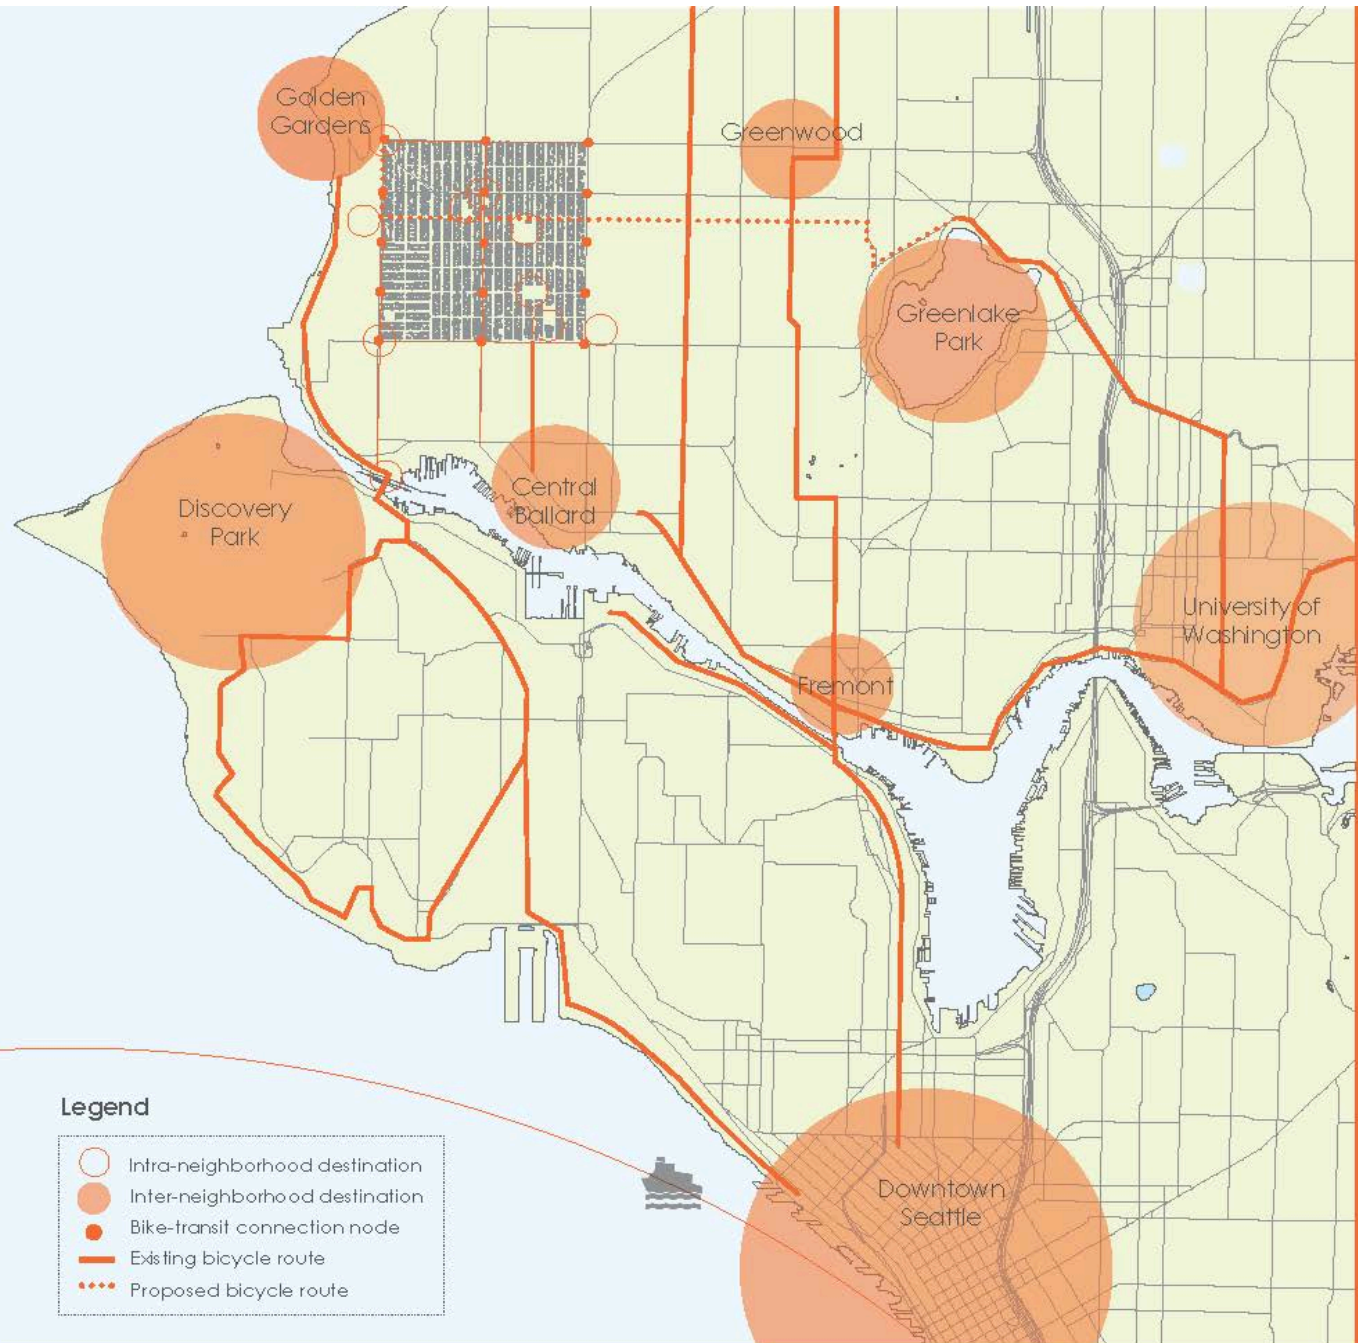 Golden
Gardens
Greenwood
Greenlake
Park
Discovery
Park
Central
Ballard
University of
Washington
Fremont
Downtown
Seattle
Legend
Intra-neighborhood destination
Inter-neighborhood destination
Bike-transit connection node
Existing bicycle route
Proposed bicycle route